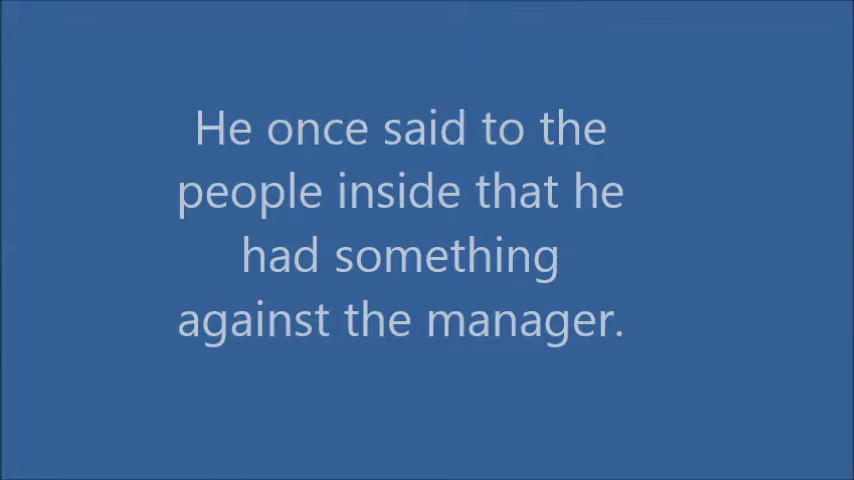 He once said to the
people inside that he
had something
against the manager.